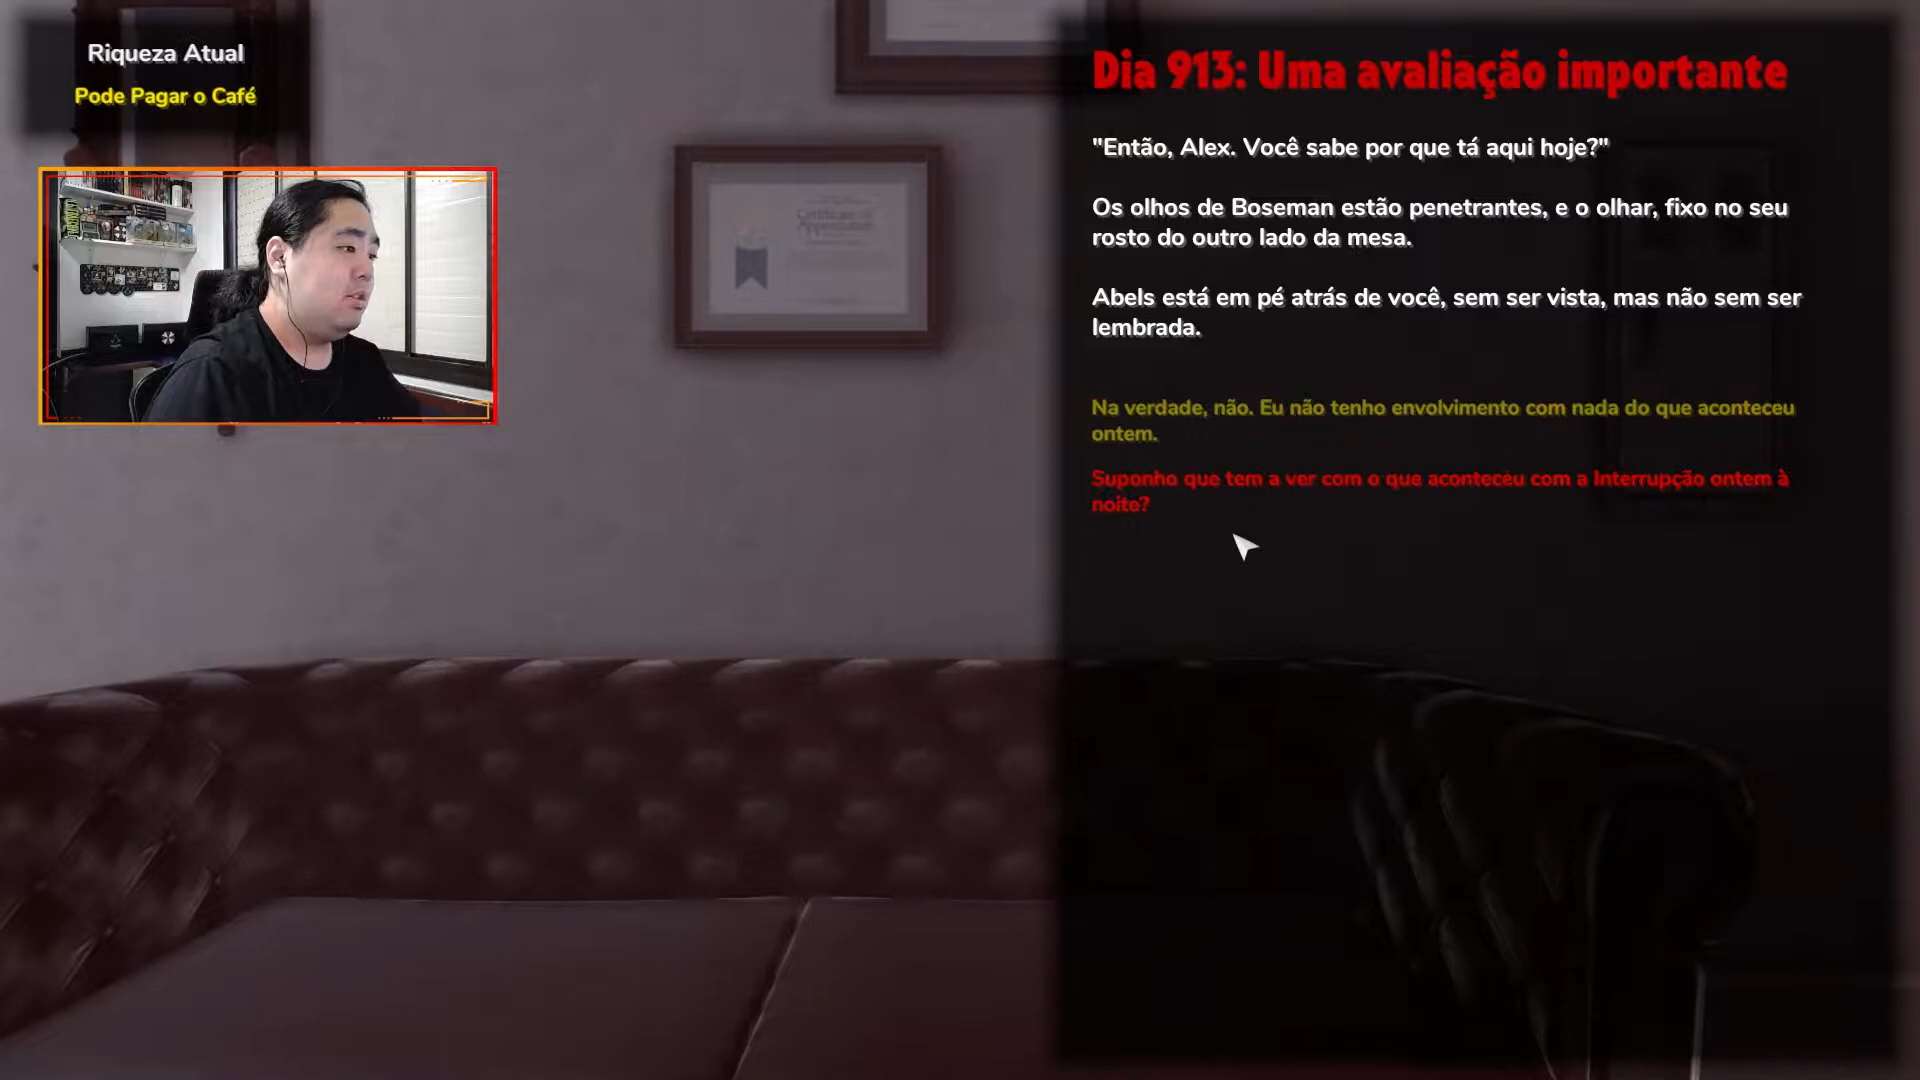 Riqueza Atual
Pode Pagar o Café
Dia 913: Uma avaliação importante
"Então, Alex. Você sabe por que tá aqui hoje?"
Os olhos de Boseman estão penetrantes, e o olhar, fixo no seu
rosto do outro lado da mesa.
Abels está em pé atrás de você, sem ser vista, mas não sem ser
lembrada.
Na verdade, não. Eu não tenho envolvimento com nada do que aconteceu
ontem.
Suponho que tem a ver com o que aconteceu com a Interrupção ontem à
noite?
Certificate of
Appreciation